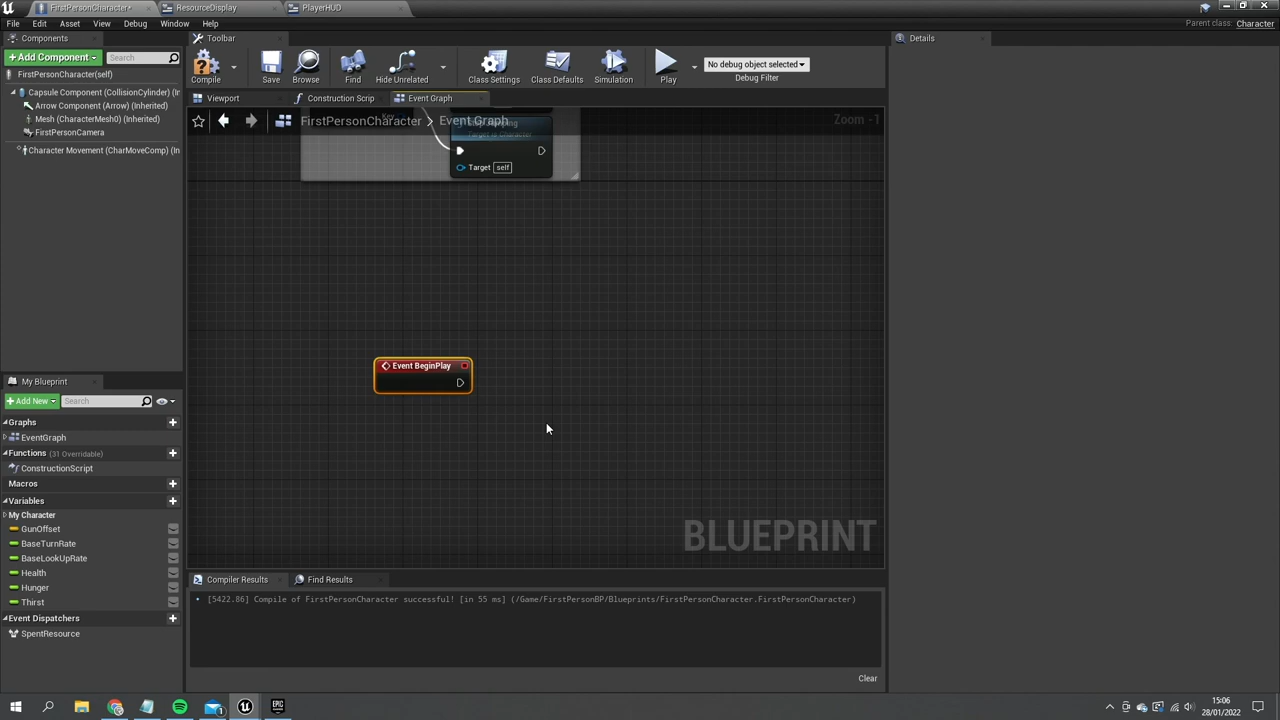 FirstPersonCharacter*
ResourceDisplay
PlayerHUD
File
Edit
Asset
View
Debug
Window
Help
Parent class: Character
Components
Toolbar
Details
+Add Component
Search
Compile
Save
Browse
Find
Hide Unrelated
Class Settings
Class Defaults
Simulation
Play
No debug object selected
Debug Filter
FirstPersonCharacter(self)
Capsule Component (CollisionCylinder) (In
Arrow Component (Arrow) (Inherited)
Mesh (CharacterMesh0) (Inherited)
FirstPersonCamera
Character Movement (CharMoveComp) (In
Viewport
Construction Scrip
Event Graph
FirstPersonCharacter > Event Graph
Zoom -1
Target is Character
Target self
Event BeginPlay
BLUEPRINT
My Blueprint
+Add New
Search
Graphs
EventGraph
Functions (31 Overridable)
ConstructionScript
Macros
Variables
My Character
GunOffset
BaseTurnRate
BaseLookUpRate
Health
Hunger
Thirst
Event Dispatchers
SpentResource
Compiler Results
Find Results
[5422.86] Compile of FirstPersonCharacter successful! [in 55 ms] (/Game/FirstPersonBP/Blueprints/FirstPersonCharacter.FirstPersonCharacter)
Clear
15:06
28/01/2022